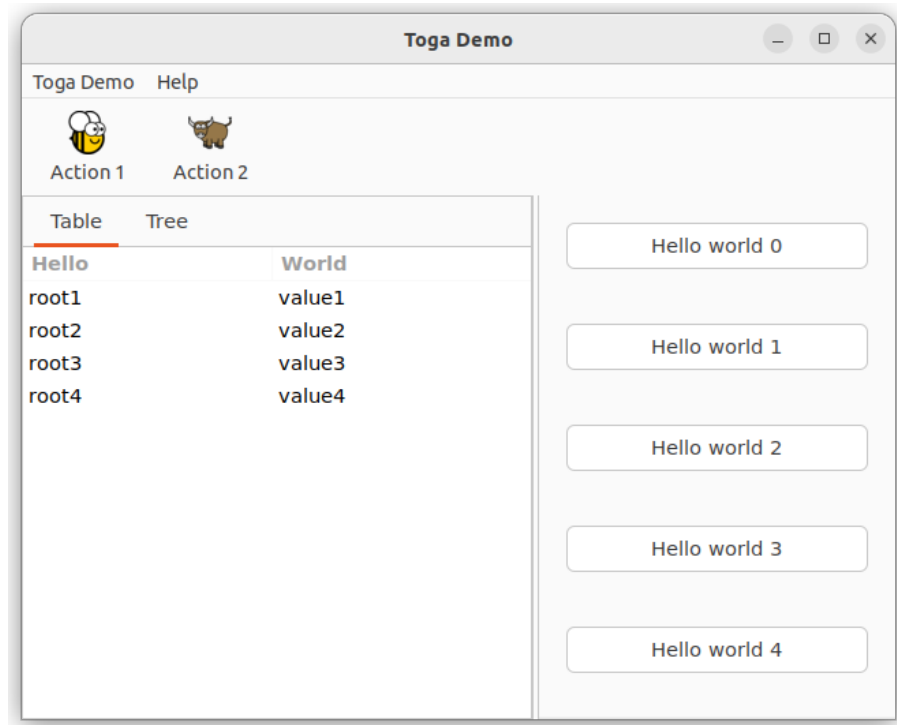 Toga Demo
Toga Demo Help
Action 1 Action 2
Table Tree
Hello World
root1 value1
root2 value2
root3 value3
root4 value4
Hello world 0
Hello world 1
Hello world 2
Hello world 3
Hello world 4